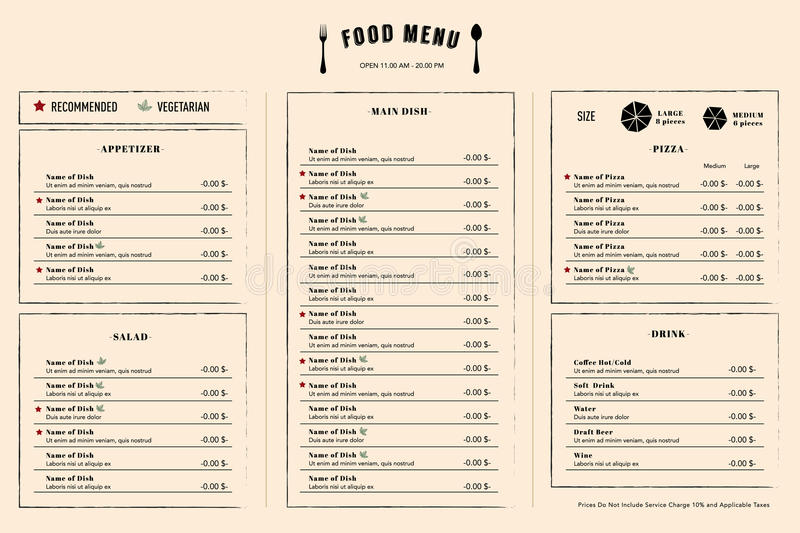 FOOD MENU
OPEN 11.00 AM - 20.00 PM
RECOMMENDED VEGETARIAN
-APPETIZER-
Name of Dish
Ut enim ad minim veniam, quis nostrud -0.00 $-
Name of Dish
Laboris nisi ut aliquip ex -0.00 $-
Name of Dish
Duis aute irure dolor -0.00 $-
Name of Dish
Ut enim ad minim veniam, quis nostrud -0.00 $-
Name of Dish
Laboris nisi ut aliquip ex -0.00 $-
-SALAD-
Name of Dish
Ut enim ad minim veniam, quis nostrud -0.00 $-
Name of Dish
Laboris nisi ut aliquip ex -0.00 $-
Name of Dish
Duis aute irure dolor -0.00 $-
Name of Dish
Ut enim ad minim veniam, quis nostrud -0.00 $-
Name of Dish
Laboris nisi ut aliquip ex -0.00 $-
Name of Dish
Laboris nisi ut aliquip ex -0.00 $-
-MAIN DISH-
Name of Dish
Ut enim ad minim veniam, quis nostrud -0.00 $-
Name of Dish
Laboris nisi ut aliquip ex -0.00 $-
Name of Dish
Duis aute irure dolor -0.00 $-
Name of Dish
Ut enim ad minim veniam, quis nostrud -0.00 $-
Name of Dish
Laboris nisi ut aliquip ex -0.00 $-
Name of Dish
Ut enim ad minim veniam, quis nostrud -0.00 $-
Name of Dish
Laboris nisi ut aliquip ex -0.00 $-
Name of Dish
Duis aute irure dolor -0.00 $-
Name of Dish
Ut enim ad minim veniam, quis nostrud -0.00 $-
Name of Dish
Laboris nisi ut aliquip ex -0.00 $-
Name of Dish
Ut enim ad minim veniam, quis nostrud -0.00 $-
Name of Dish
Laboris nisi ut aliquip ex -0.00 $-
Name of Dish
Duis aute irure dolor -0.00 $-
Name of Dish
Ut enim ad minim veniam, quis nostrud -0.00 $-
Name of Dish
Laboris nisi ut aliquip ex -0.00 $-
SIZE LARGE MEDIUM
8 pieces 6 pieces
-PIZZA-
Medium Large
Name of Pizza
Ut enim ad minim veniam, quis nostrud -0.00 $- -0.00 $-
Name of Pizza
Laboris nisi ut aliquip ex -0.00 $- -0.00 $-
Name of Pizza
Duis aute irure dolor -0.00 $- -0.00 $-
Name of Pizza
Ut enim ad minim veniam, quis nostrud -0.00 $- -0.00 $-
Name of Pizza
Laboris nisi ut aliquip ex -0.00 $- -0.00 $-
-DRINK-
Coffee Hot/Cold
Ut enim ad minim veniam, quis nostrud -0.00 $-
Soft Drink
Laboris nisi ut aliquip ex -0.00 $-
Water
Duis aute irure dolor -0.00 $-
Draft Beer
Ut enim ad minim veniam, quis nostrud -0.00 $-
Wine
Laboris nisi ut aliquip ex -0.00 $-
Prices Do Not Include Service Charge 10% and Applicable Taxes
dreamstime